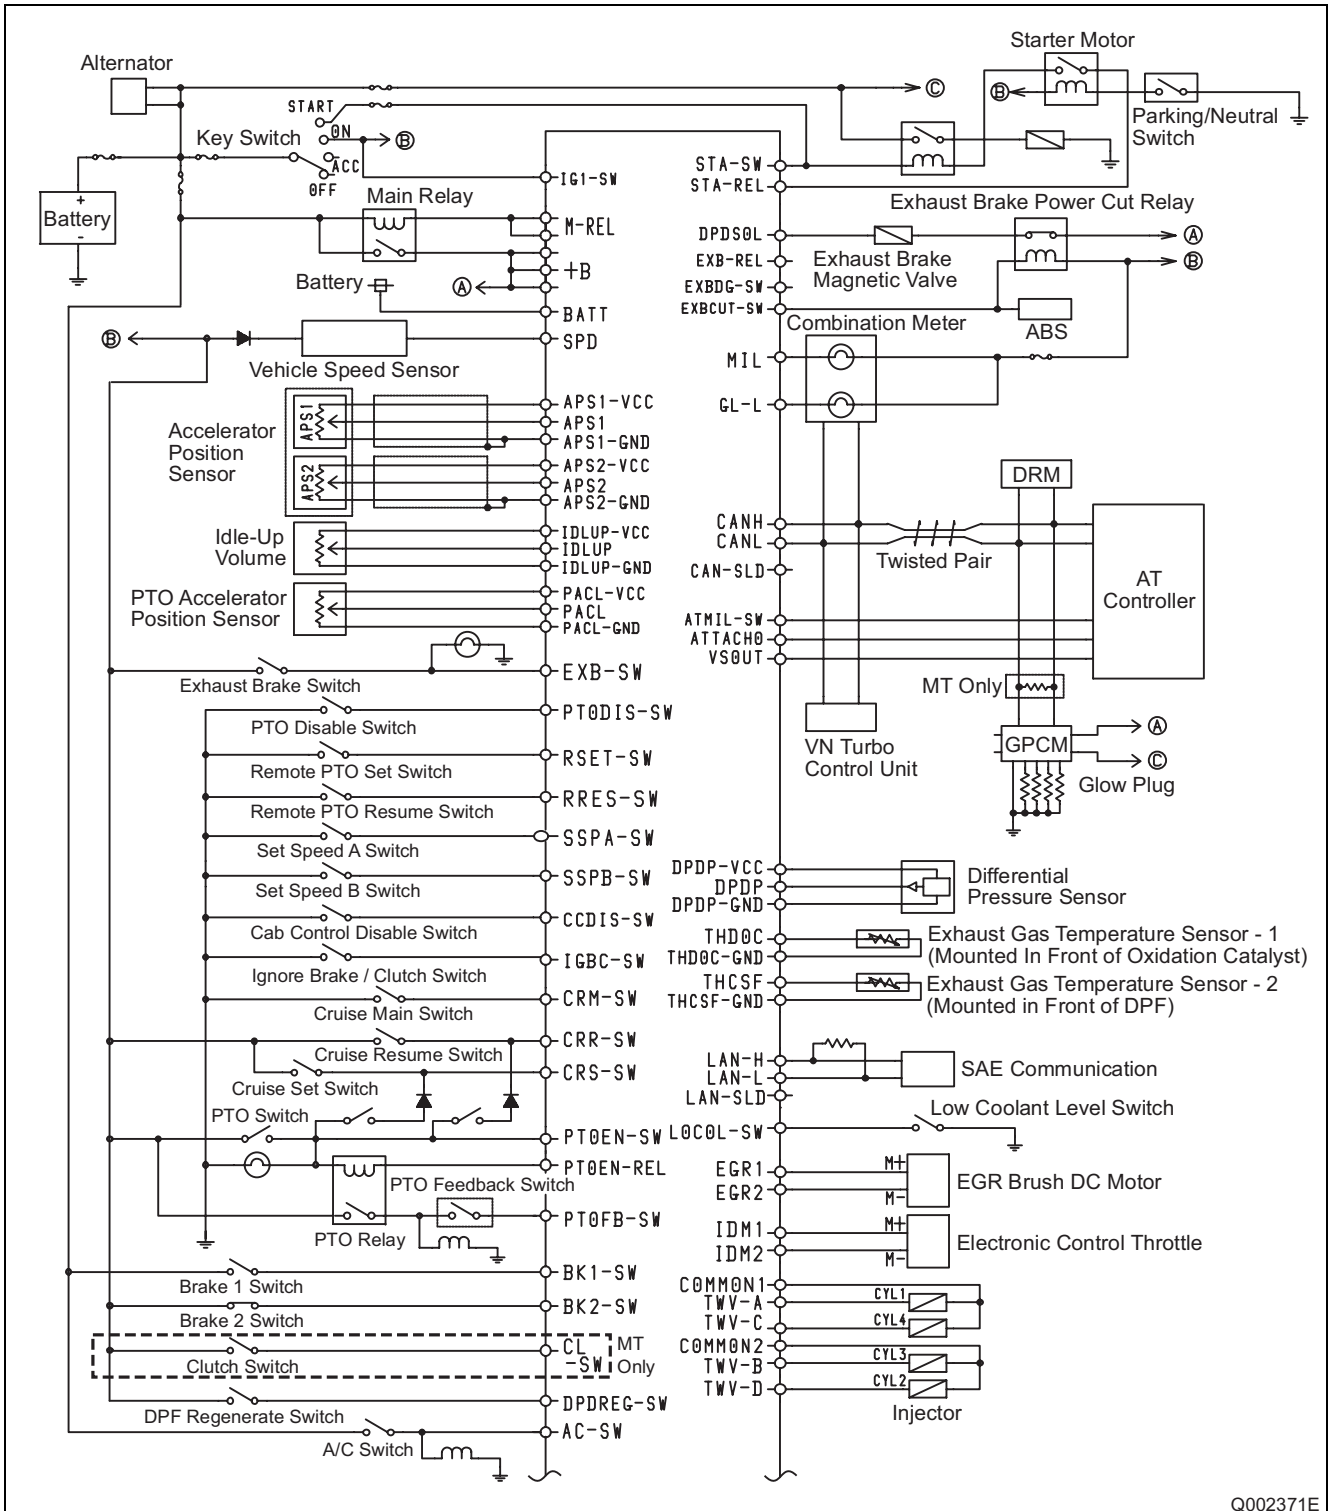 Starter Motor
Alternator
START
ON
ACC
OFF
Key Switch
Ⓑ
Ⓒ
Ⓑ
Parking/Neutral
Switch
+
Battery
-
Main Relay
Battery
Ⓐ
Ⓑ
Vehicle Speed Sensor
Accelerator
Position
Sensor
APS1
APS2
Idle-Up
Volume
PTO Accelerator
Position Sensor
Exhaust Brake Switch
PTO Disable Switch
Remote PTO Set Switch
Remote PTO Resume Switch
Set Speed A Switch
Set Speed B Switch
Cab Control Disable Switch
Ignore Brake / Clutch Switch
Cruise Main Switch
Cruise Resume Switch
Cruise Set Switch
PTO Switch
PTO Feedback Switch
PTO Relay
Brake 1 Switch
Brake 2 Switch
Clutch Switch
MT
Only
DPF Regenerate Switch
A/C Switch
IG1-SW
M-REL
+B
BATT
SPD
APS1-VCC
APS1
APS1-GND
APS2-VCC
APS2
APS2-GND
IDLUP-VCC
IDLUP
IDLUP-GND
PACL-VCC
PACL
PACL-GND
EXB-SW
PTODIS-SW
RSET-SW
RRES-SW
SSPA-SW
SSPB-SW
CCDIS-SW
IGBC-SW
CRM-SW
CRR-SW
CRS-SW
PTOEN-SW
PTOEN-REL
PTOFB-SW
BK1-SW
BK2-SW
CL
-SW
DPDREG-SW
AC-SW
STA-SW
STA-REL
DPDSOL
EXB-REL
EXBDG-SW
EXBCUT-SW
MIL
GL-L
CANH
CANL
CAN-SLD
ATMIL-SW
ATTACHO
VSOUT
DPDP-VCC
DPDP
DPDP-GND
THDOC
THDOC-GND
THCSF
THCSF-GND
LAN-H
LAN-L
LAN-SLD
LOCOL-SW
EGR1
EGR2
IDM1
IDM2
COMMON1
TWV-A
TWV-C
COMMON2
TWV-B
TWV-D
Exhaust Brake Power Cut Relay
Ⓐ
Ⓑ
Exhaust Brake
Magnetic Valve
ABS
Combination Meter
DRM
Twisted Pair
AT
Controller
MT Only
VN Turbo
Control Unit
GPCM
Ⓐ
Ⓒ
Glow Plug
Differential
Pressure Sensor
Exhaust Gas Temperature Sensor - 1
(Mounted In Front of Oxidation Catalyst)
Exhaust Gas Temperature Sensor - 2
(Mounted in Front of DPF)
SAE Communication
Low Coolant Level Switch
M+
M-
EGR Brush DC Motor
M+
M-
Electronic Control Throttle
CYL1
CYL4
CYL3
CYL2
Injector
Q002371E